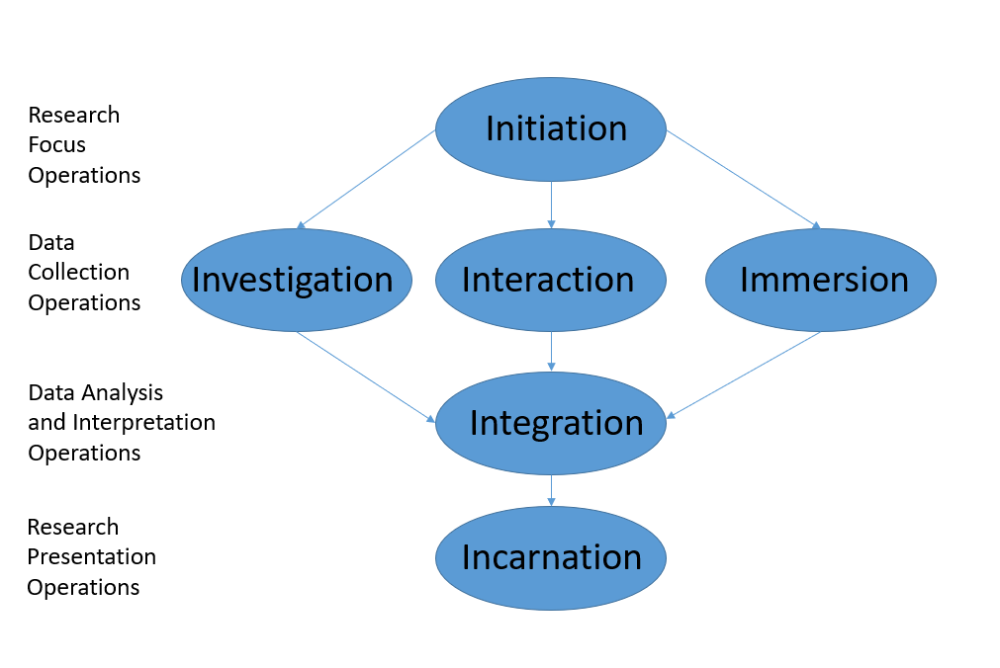 Research
Focus
Operations
Initiation
Data
Collection
Operations
Investigation
Interaction
Immersion
Data Analysis
and Interpretation
Operations
Integration
Research
Presentation
Operations
Incarnation